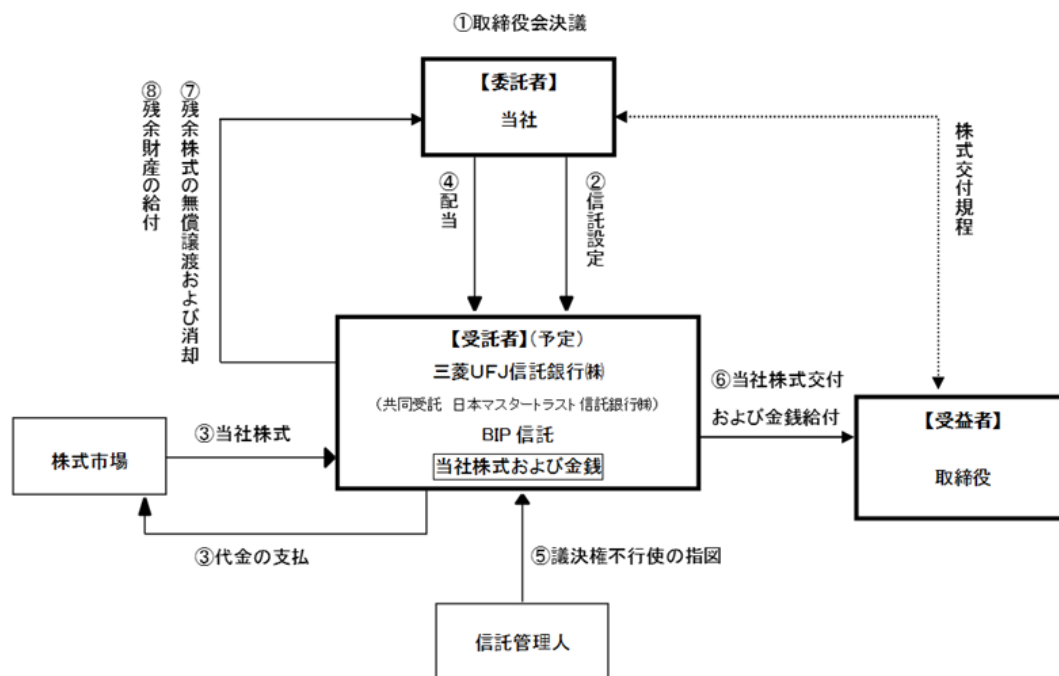 ①取締役会決議
【委託者】
当社
⑧残余財産の給付
⑦残余株式の無償譲渡および消却
④配当
②信託設定
株式交付規程
【受託者】(予定)
三菱UFJ信託銀行㈱
(共同受託 日本マスタートラスト信託銀行㈱)
BIP 信託
当社株式および金銭
③当社株式
株式市場
③代金の支払
⑥当社株式交付
および金銭給付
【受益者】
取締役
⑤議決権不行使の指図
信託管理人